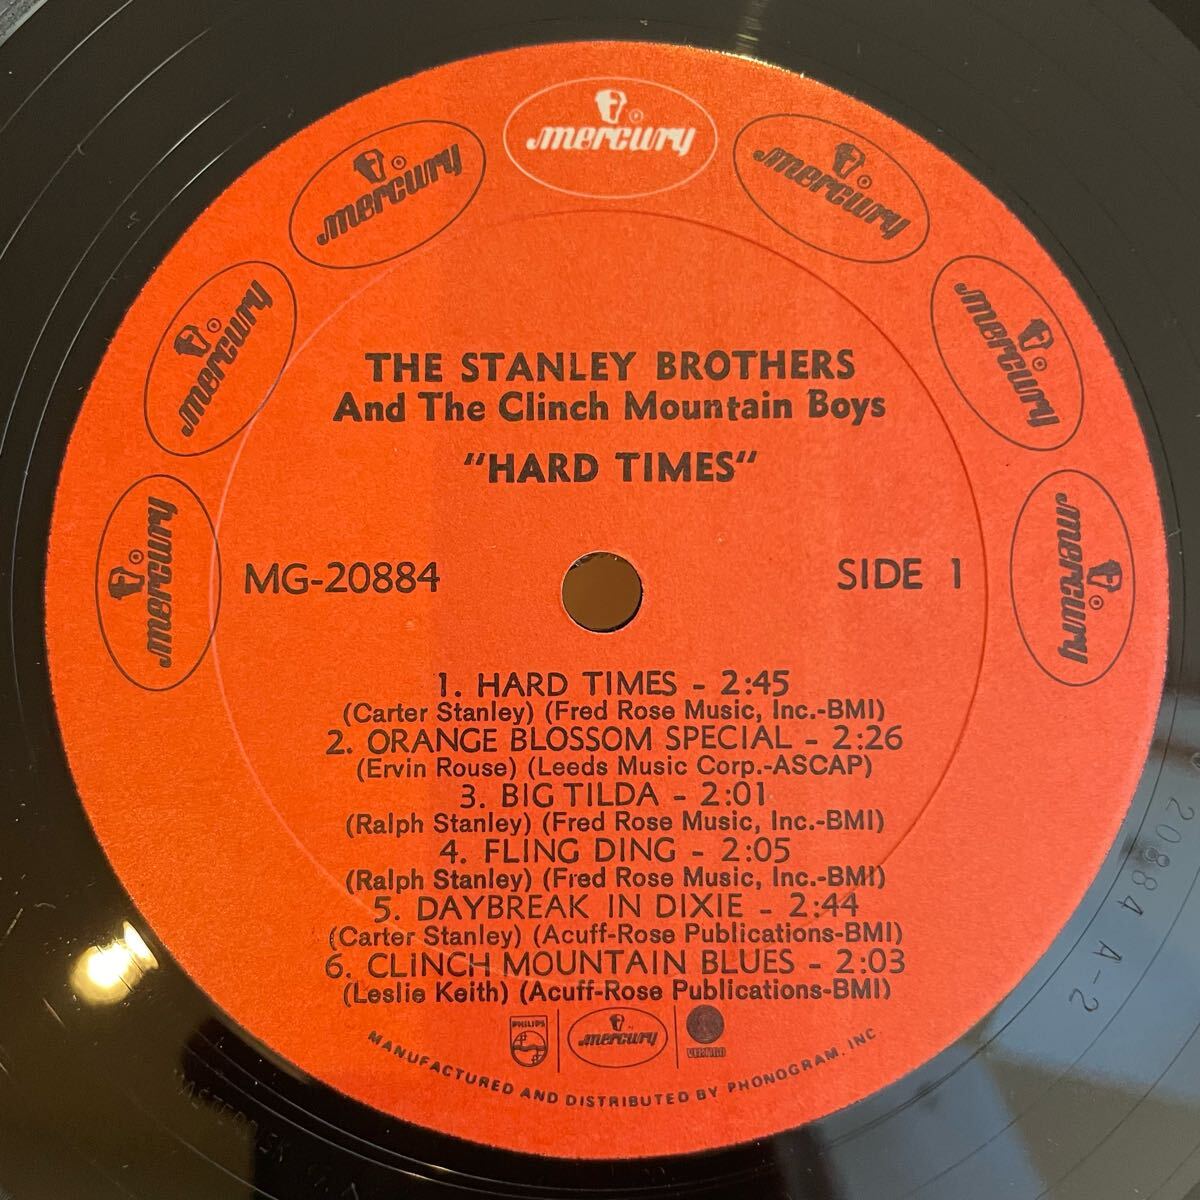 mercury
mercury
mercury
mercury
mercury
mercury
mercury
THE STANLEY BROTHERS
And The Clinch Mountain Boys
"HARD TIMES"
MG-20884
SIDE 1
1. HARD TIMES - 2:45
(Carter Stanley) (Fred Rose Music, Inc.-BMI)
2. ORANGE BLOSSOM SPECIAL - 2:26
(Ervin Rouse) (Leeds Music Corp.-ASCAP)
3. BIG TILDA - 2:01
(Ralph Stanley) (Fred Rose Music, Inc.-BMI)
4. FLING DING - 2:05
(Ralph Stanley) (Fred Rose Music, Inc.-BMI)
5. DAYBREAK IN DIXIE - 2:44
(Carter Stanley) (Acuff-Rose Publications-BMI)
6. CLINCH MOUNTAIN BLUES - 2:03
(Leslie Keith) (Acuff-Rose Publications-BMI)
PHILIPS
mercury
VERTIGO
MANUFACTURED AND DISTRIBUTED BY PHONOGRAM, INC
20884 A-2